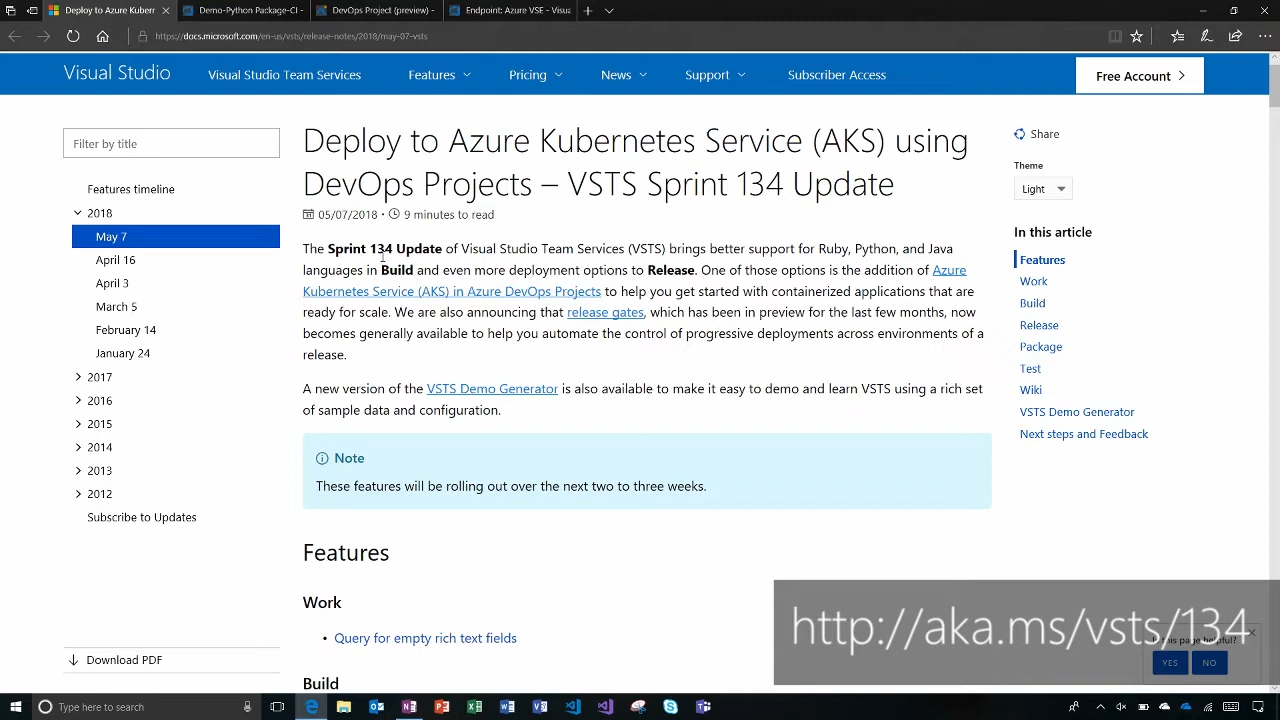 Deploy to Azure Kuberr
Demo-Python Package-CI -
DevOps Project (preview) -
Endpoint: Azure VSE - Visua
https://docs.microsoft.com/en-us/vsts/release-notes/2018/may-07-vsts
Visual Studio
Visual Studio Team Services
Features
Pricing
News
Support
Subscriber Access
Free Account
Filter by title
Features timeline
2018
May 7
April 16
April 3
March 5
February 14
January 24
2017
2016
2015
2014
2013
2012
Subscribe to Updates
Download PDF
Deploy to Azure Kubernetes Service (AKS) using
DevOps Projects – VSTS Sprint 134 Update
05/07/2018 • 9 minutes to read
The Sprint 134 Update of Visual Studio Team Services (VSTS) brings better support for Ruby, Python, and Java
languages in Build and even more deployment options to Release. One of those options is the addition of Azure
Kubernetes Service (AKS) in Azure DevOps Projects to help you get started with containerized applications that are
ready for scale. We are also announcing that release gates, which has been in preview for the last few months, now
becomes generally available to help you automate the control of progressive deployments across environments of a
release.
A new version of the VSTS Demo Generator is also available to make it easy to demo and learn VSTS using a rich set
of sample data and configuration.
Note
These features will be rolling out over the next two to three weeks.
Features
Work
• Query for empty rich text fields
Build
Share
Theme
Light
In this article
Features
Work
Build
Release
Package
Test
Wiki
VSTS Demo Generator
Next steps and Feedback
http://aka.ms/vsts/134
Is this page helpful?
YES
NO
Type here to search